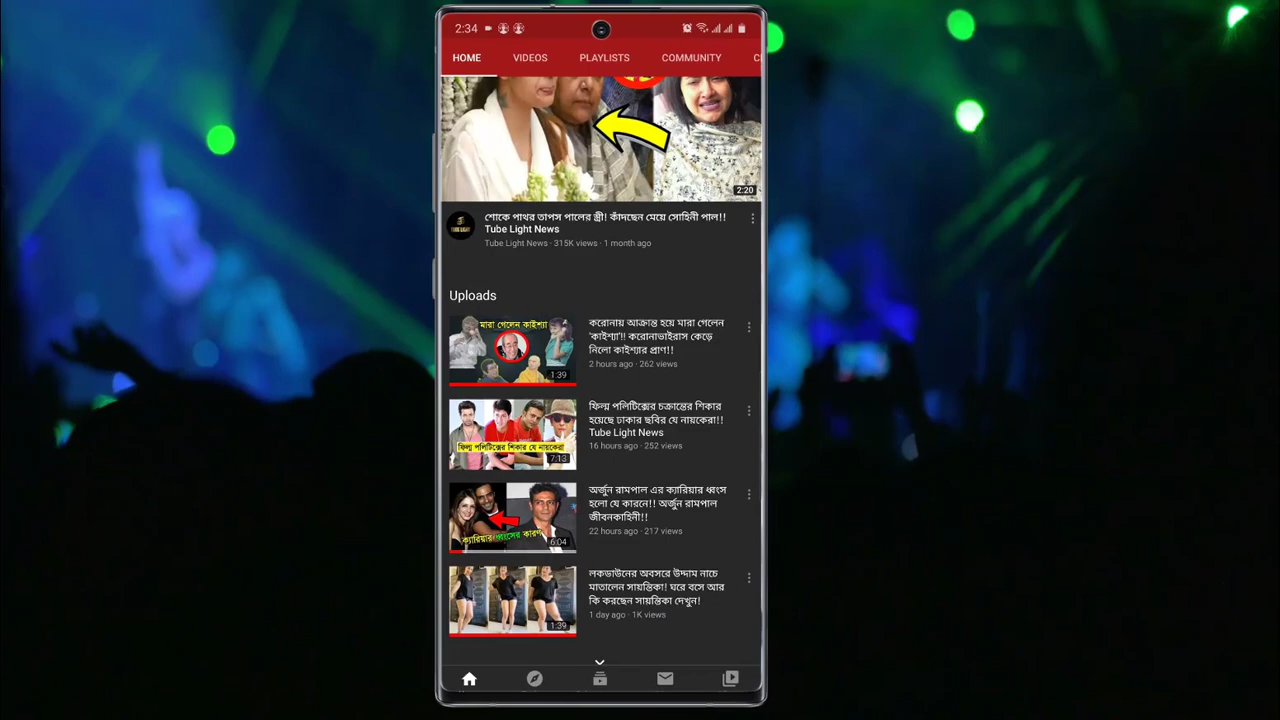 2:34
HOME VIDEOS PLAYLISTS COMMUNITY
2:20
শোকে পাথর তাপস পালের স্ত্রী! কাঁদছেন মেয়ে সোহিনী পাল!!
Tube Light News
Tube Light News · 315K views · 1 month ago
TUBE LIGHT
Uploads
মারা গেলেন কাইশ্যা
1:39
করোনায় আক্রান্ত হয়ে মারা গেলেন
'কাইশ্যা'!! করোনাভাইরাস কেড়ে
নিলো কাইশ্যার প্রাণ!!
2 hours ago · 262 views
ফিল্ম পলিটিক্সের শিকার যে নায়কেরা
7:13
ফিল্ম পলিটিক্সের চক্রান্তের শিকার
হয়েছে ঢাকার ছবির যে নায়কেরা!!
Tube Light News
16 hours ago · 252 views
ক্যারিয়ার ধ্বংসের কারণ
6:04
অর্জুন রামপাল এর ক্যারিয়ার ধ্বংস
হলো যে কারনে!! অর্জুন রামপাল
জীবনকাহিনী!!
22 hours ago · 217 views
1:39
লকডাউনের অবসরে উদ্দাম নাচে
মাতালেন সায়ন্তিকা! ঘরে বসে আর
কি করছেন সায়ন্তিকা দেখুন!
1 day ago · 1K views